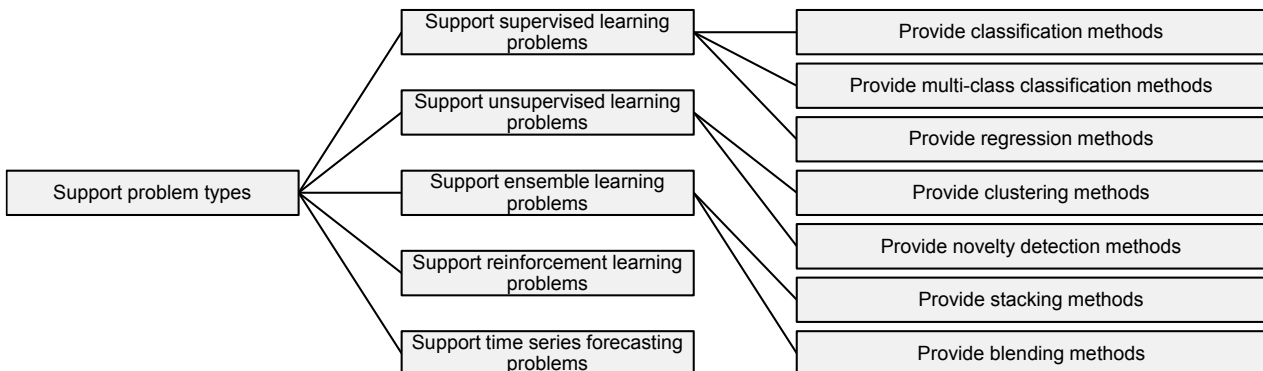 Support problem types
Support supervised learning
problems
Support unsupervised learning
problems
Support ensemble learning
problems
Support reinforcement learning
problems
Support time series forecasting
problems
Provide classification methods
Provide multi-class classification methods
Provide regression methods
Provide clustering methods
Provide novelty detection methods
Provide stacking methods
Provide blending methods